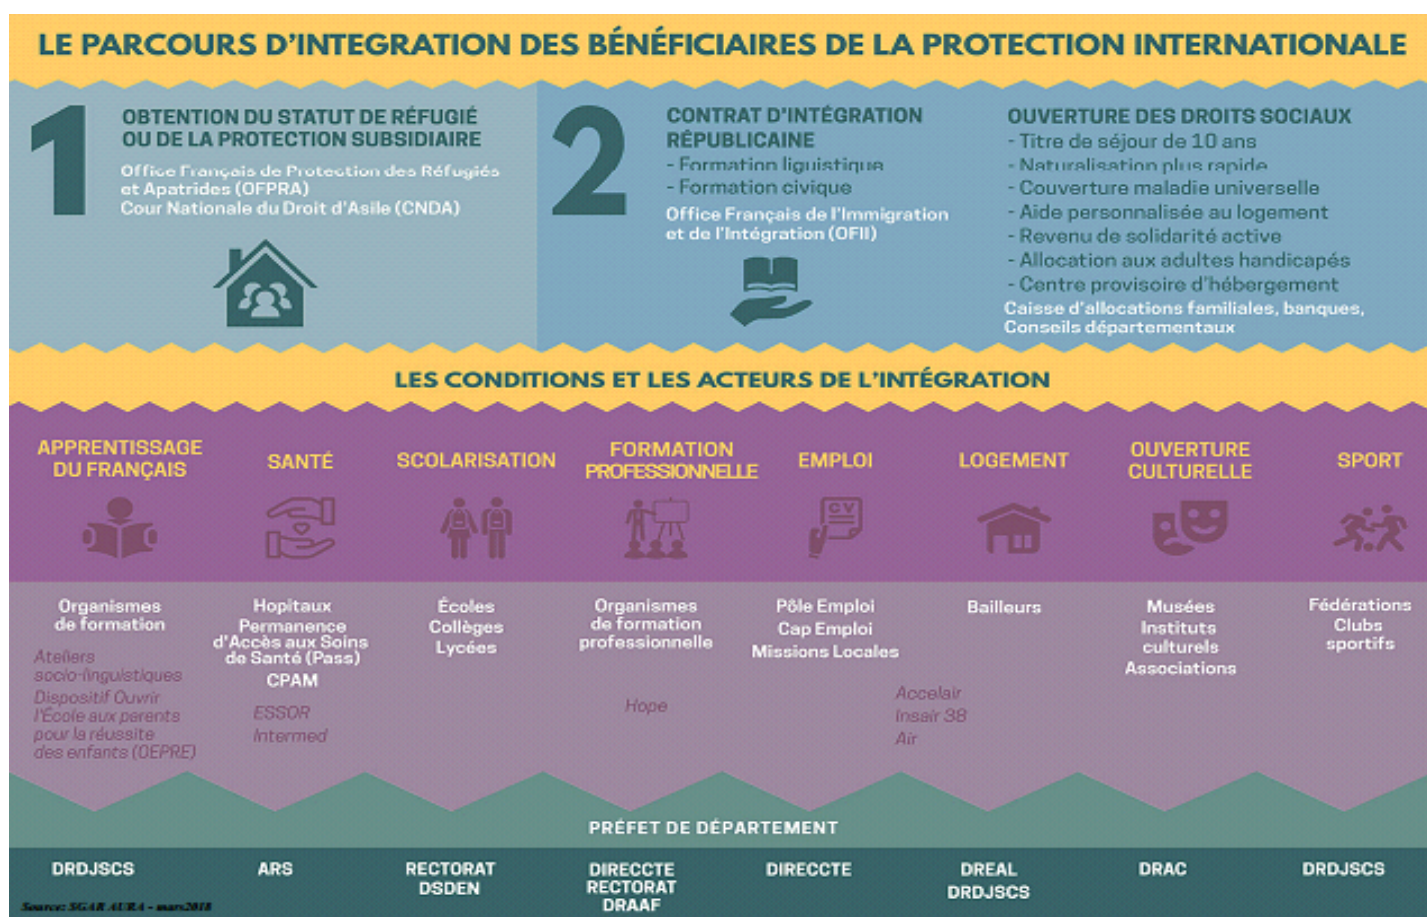 LE PARCOURS D'INTEGRATION DES BÉNÉFICIAIRES DE LA PROTECTION INTERNATIONALE
1
OBTENTION DU STATUT DE RÉFUGIÉ
OU DE LA PROTECTION SUBSIDIAIRE
Office Français de Protection des Réfugiés
et Apatrides (OFPRA)
Cour Nationale du Droit d'Asile (CNDA)
2
CONTRAT D'INTÉGRATION
RÉPUBLICAINE
- Formation liguistique
- Formation civique
Office Français de l'Immigration
et de l'Intégration (OFII)
OUVERTURE DES DROITS SOCIAUX
- Titre de séjour de 10 ans
- Naturalisation plus rapide
- Couverture maladie universelle
- Aide personnalisée au logement
- Revenu de solidarité active
- Allocation aux adultes handicapés
- Centre provisoire d'hébergement
Caisse d'allocations familiales, banques,
Conseils départementaux
LES CONDITIONS ET LES ACTEURS DE L'INTÉGRATION
APPRENTISSAGE
DU FRANÇAIS
SANTÉ
SCOLARISATION
FORMATION
PROFESSIONNELLE
EMPLOI
CV
LOGEMENT
OUVERTURE
CULTURELLE
SPORT
Organismes
de formation
Ateliers
socio-linguistiques
Dispositif Ouvrir
l'École aux parents
pour la réussite
des enfants (OEPRE)
Hopitaux
Permanence
d'Accès aux Soins
de Santé (Pass)
CPAM
ESSOR
Intermed
Écoles
Collèges
Lycées
Organismes
de formation
professionnelle
Hope
Pôle Emploi
Cap Emploi
Missions Locales
Accelair
Insair 38
Air
Bailleurs
Musées
Instituts
culturels
Associations
Fédérations
Clubs
sportifs
PRÉFET DE DÉPARTEMENT
DRDJSCS
ARS
RECTORAT
DSDEN
DIRECCTE
RECTORAT
DRAAF
DIRECCTE
DREAL
DRDJSCS
DRAC
DRDJSCS
Source: SGAR AURA - mars2018